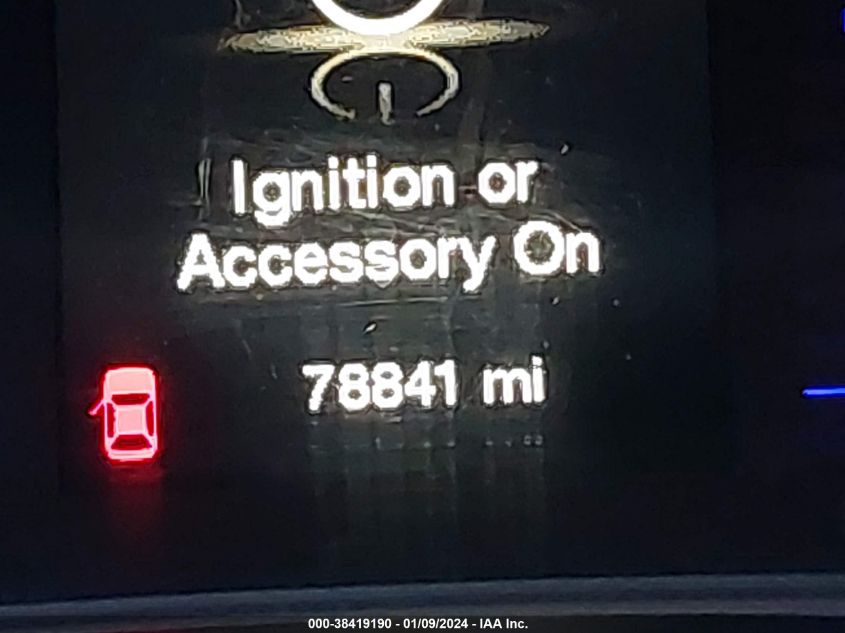 Ignition or
Accessory On
78841 mi
000-38419190 - 01/09/2024 - IAA Inc.